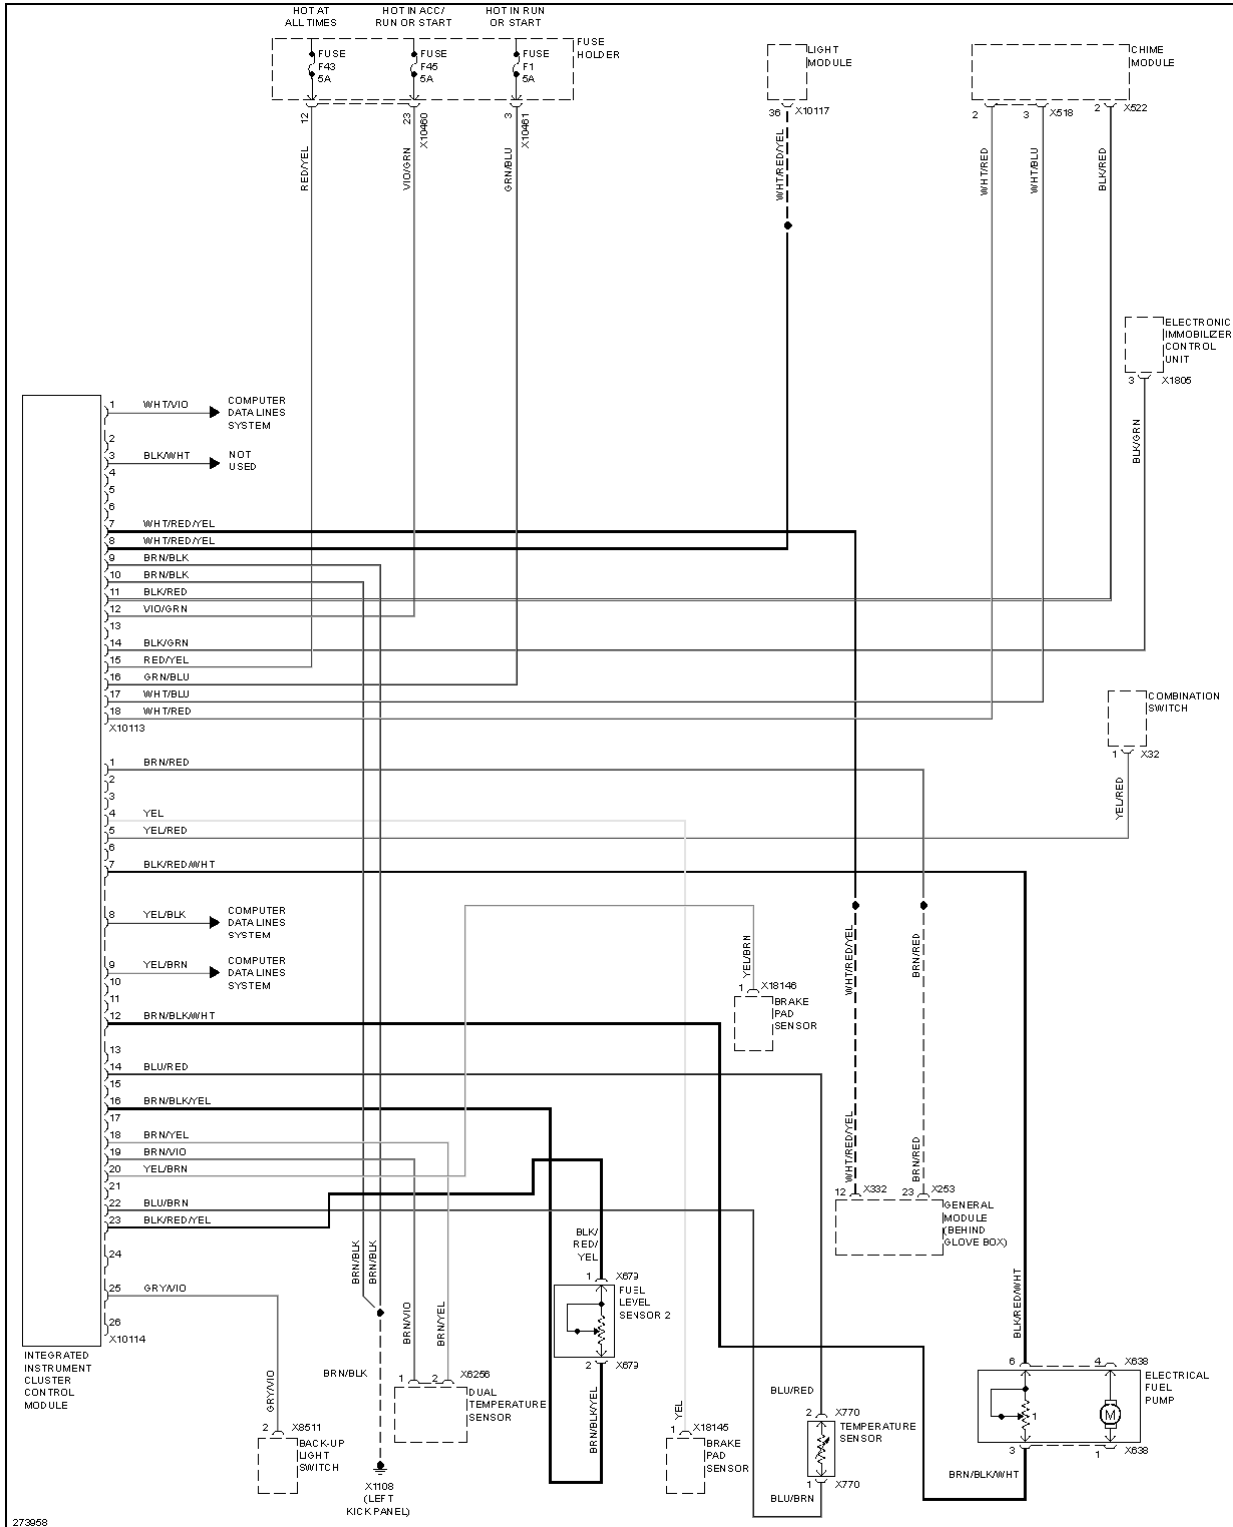 HOT AT
ALL TIMES
HOT IN ACC/
RUN OR START
HOT IN RUN
OR START
FUSE
F43
5A
FUSE
F45
5A
FUSE
F1
5A
FUSE
HOLDER
12
23
X10460
3
X10461
RED/YEL
VIO/GRN
GRN/BLU
LIGHT
MODULE
36
X10117
WHT/RED/YEL
CHIME
MODULE
2
3
X518
2
X522
WHT/RED
WHT/BLU
BLK/RED
ELECTRONIC
IMMOBILIZER
CONTROL
UNIT
3
X1805
BLK/GRN
1 WHT/VIO
COMPUTER
DATA LINES
SYSTEM
2
3 BLK/WHT
NOT
USED
4
5
6
7 WHT/RED/YEL
8 WHT/RED/YEL
9 BRN/BLK
10 BRN/BLK
11 BLK/RED
12 VIO/GRN
13
14 BLK/GRN
15 RED/YEL
16 GRN/BLU
17 WHT/BLU
18 WHT/RED
X10113
COMBINATION
SWITCH
1
X32
YEL/RED
1 BRN/RED
2
3
4 YEL
5 YEL/RED
6
7 BLK/RED/WHT
8 YEL/BLK
COMPUTER
DATA LINES
SYSTEM
9 YEL/BRN
COMPUTER
DATA LINES
SYSTEM
10
11
12 BRN/BLK/WHT
13
14 BLU/RED
15
16 BRN/BLK/YEL
17
18 BRN/YEL
19 BRN/VIO
20 YEL/BRN
21
22 BLU/BRN
23 BLK/RED/YEL
24
25 GRY/VIO
26
X10114
INTEGRATED
INSTRUMENT
CLUSTER
CONTROL
MODULE
YEL/BRN
1
X18146
BRAKE
PAD
SENSOR
WHT/RED/YEL
BRN/RED
WHT/RED/YEL
BRN/RED
12
X332
23
X253
GENERAL
MODULE
(BEHIND
GLOVE BOX)
BRN/BLK
BRN/BLK
BRN/BLK
X1108
(LEFT
KICK PANEL)
GRY/VIO
2
X8511
BACK-UP
LIGHT
SWITCH
BRN/VIO
BRN/YEL
1
2
X6256
DUAL
TEMPERATURE
SENSOR
BLK/
RED/
YEL
1
X679
FUEL
LEVEL
SENSOR 2
2
X679
BRN/BLK/YEL
YEL
1
X18145
BRAKE
PAD
SENSOR
BLU/RED
2
X770
TEMPERATURE
SENSOR
1
X770
BLU/BRN
BLK/RED/WHT
6
4
X638
ELECTRICAL
FUEL
PUMP
1
M
3
1
X638
BRN/BLK/WHT
273958